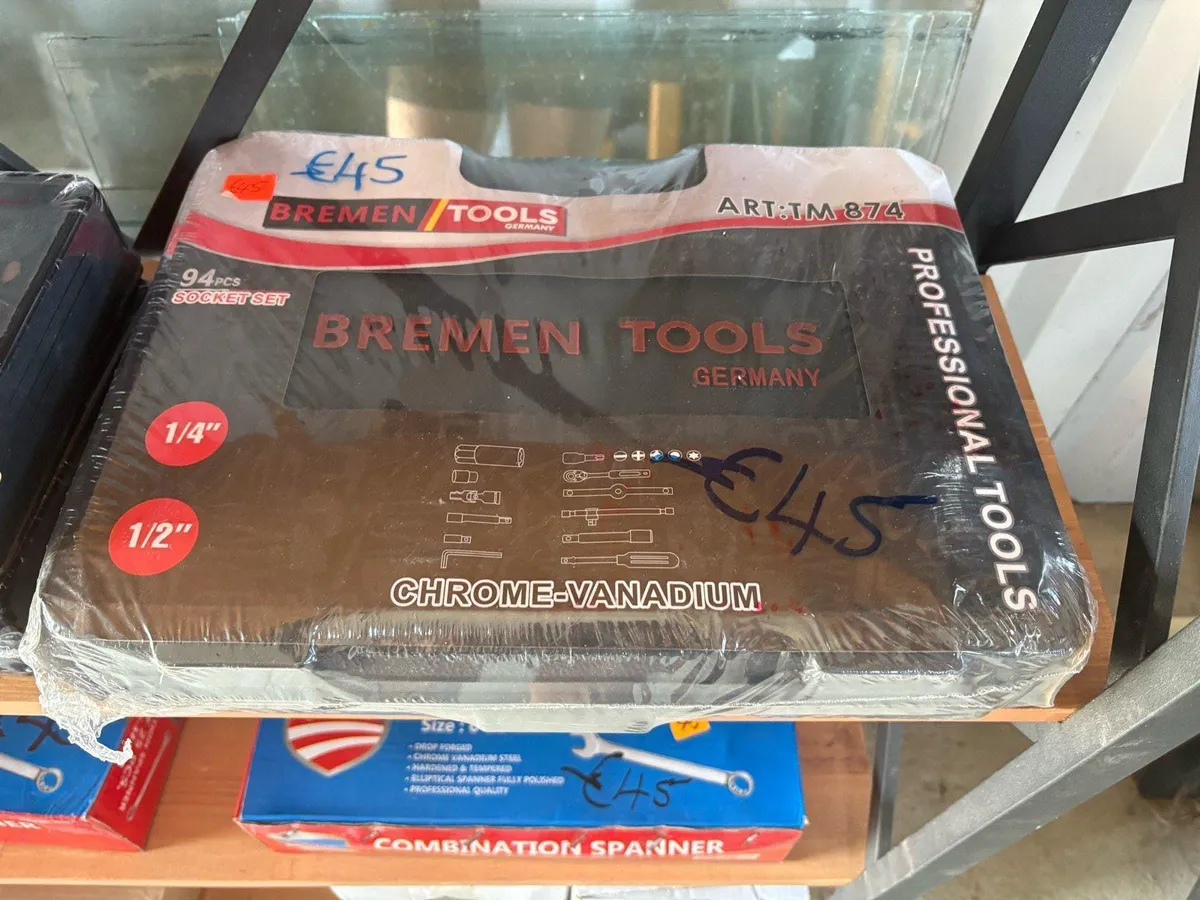 €45
€45
BREMEN TOOLS
GERMANY
ART:TM 874
94PCS
SOCKET SET
BREMEN TOOLS
GERMANY
PROFESSIONAL TOOLS
1/4"
1/2"
€45
CHROME-VANADIUM
Size :
• DROP FORGED
• CHROME VANADIUM STEEL
• HARDENED & TEMPERED
• ELLIPTICAL SPANNER FULLY POLISHED
• PROFESSIONAL QUALITY
€45
COMBINATION SPANNER